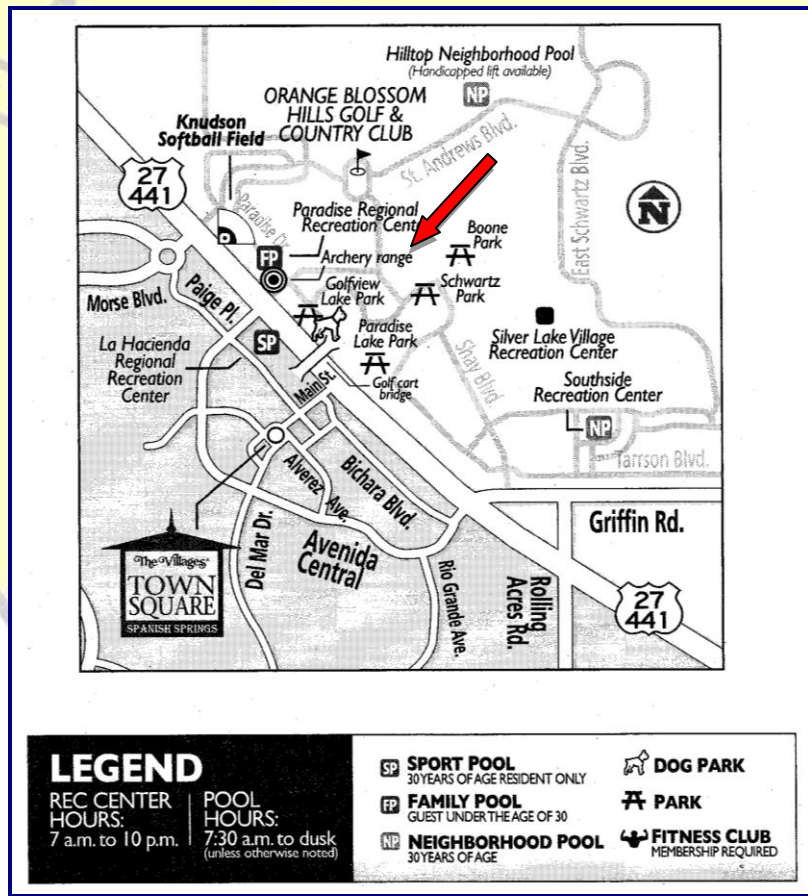 Hilltop Neighborhood Pool
(Handicapped lift available)
NP
ORANGE BLOSSOM
HILLS GOLF &
COUNTRY CLUB
Knudson
Softball Field
St. Andrews Blvd.
27
441
East Schwartz Blvd.
N
Paradise Dr.
Paradise Regional
Recreation Cent
FP
Archery range
Boone
Park
Golfview
Lake Park
Schwartz
Park
Morse Blvd.
Paige Pl.
La Hacienda
Regional
Recreation
Center
SP
Paradise
Lake Park
Silver Lake Village
Recreation Center
Shay Blvd.
Main St.
Golf cart
bridge
Southside
Recreation Center
NP
Tarrson Blvd.
Alverez Ave.
Bichara Blvd.
Griffin Rd.
Del Mar Dr.
Avenida
Central
Rio Grande Ave.
Rolling
Acres Rd.
27
441
The Villages
TOWN
SQUARE
SPANISH SPRINGS
LEGEND
REC CENTER
HOURS:
7 a.m. to 10 p.m.
POOL
HOURS:
7:30 a.m. to dusk
(unless otherwise noted)
SP SPORT POOL
30 YEARS OF AGE RESIDENT ONLY
FP FAMILY POOL
GUEST UNDER THE AGE OF 30
NP NEIGHBORHOOD POOL
30 YEARS OF AGE
DOG PARK
PARK
FITNESS CLUB
MEMBERSHIP REQUIRED